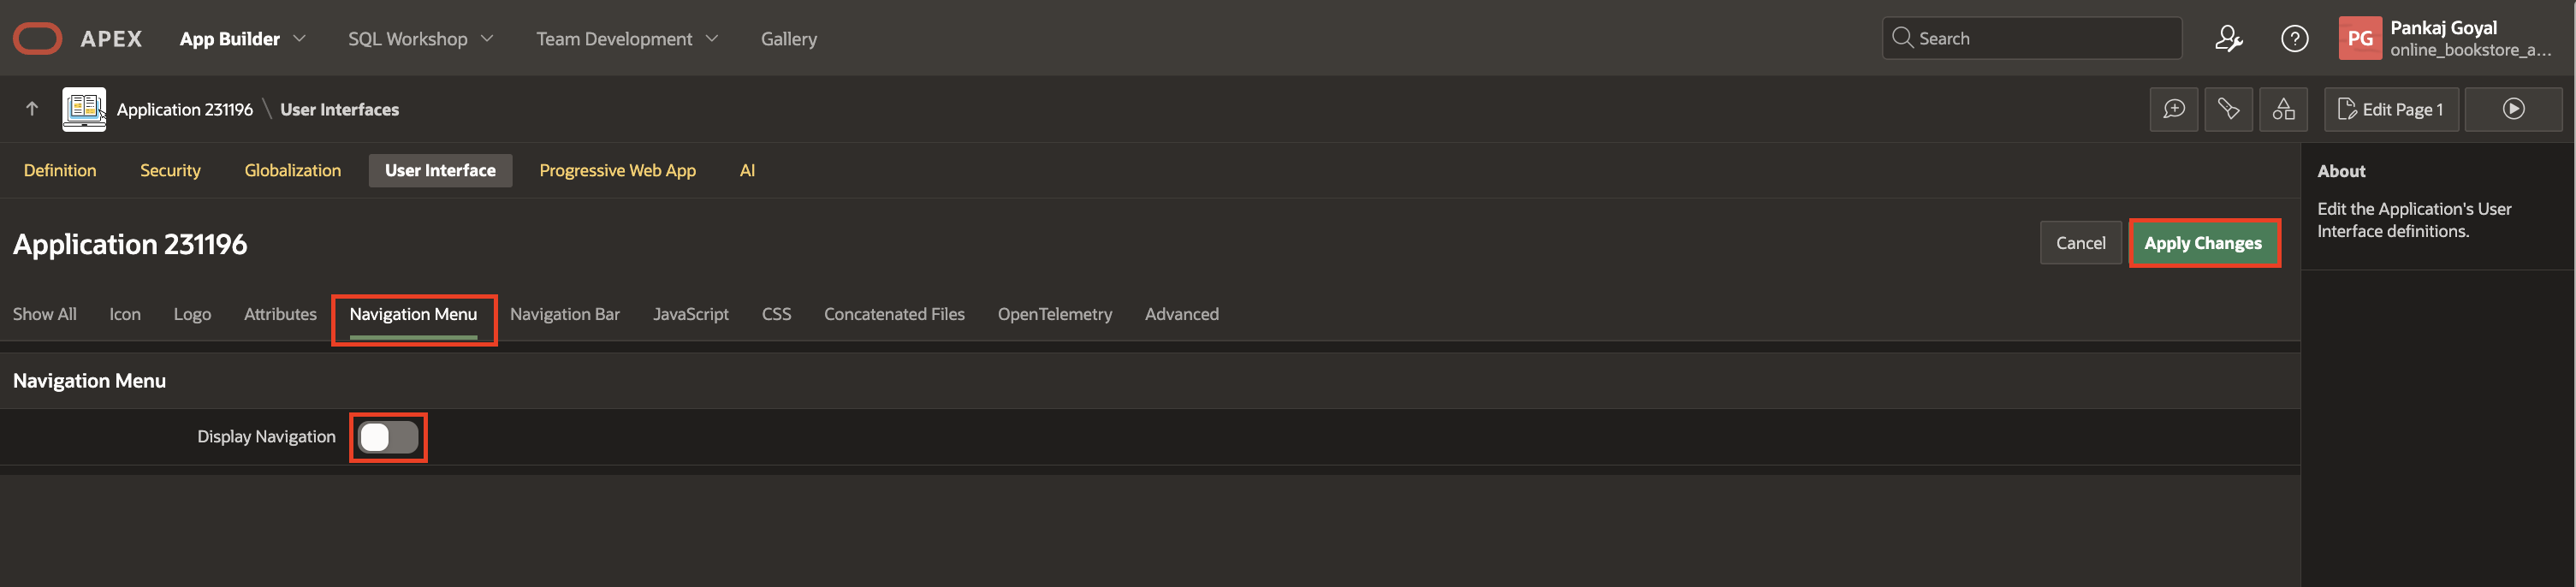 APEX App Builder SQL Workshop Team Development Gallery Search PG Pankaj Goyal
online_bookstore_a...
Application 231196 \ User Interfaces Edit Page 1
Definition Security Globalization User Interface Progressive Web App AI
About
Edit the Application's User
Interface definitions.
Application 231196 Cancel Apply Changes
Show All Icon Logo Attributes Navigation Menu Navigation Bar JavaScript CSS Concatenated Files OpenTelemetry Advanced
Navigation Menu
Display Navigation